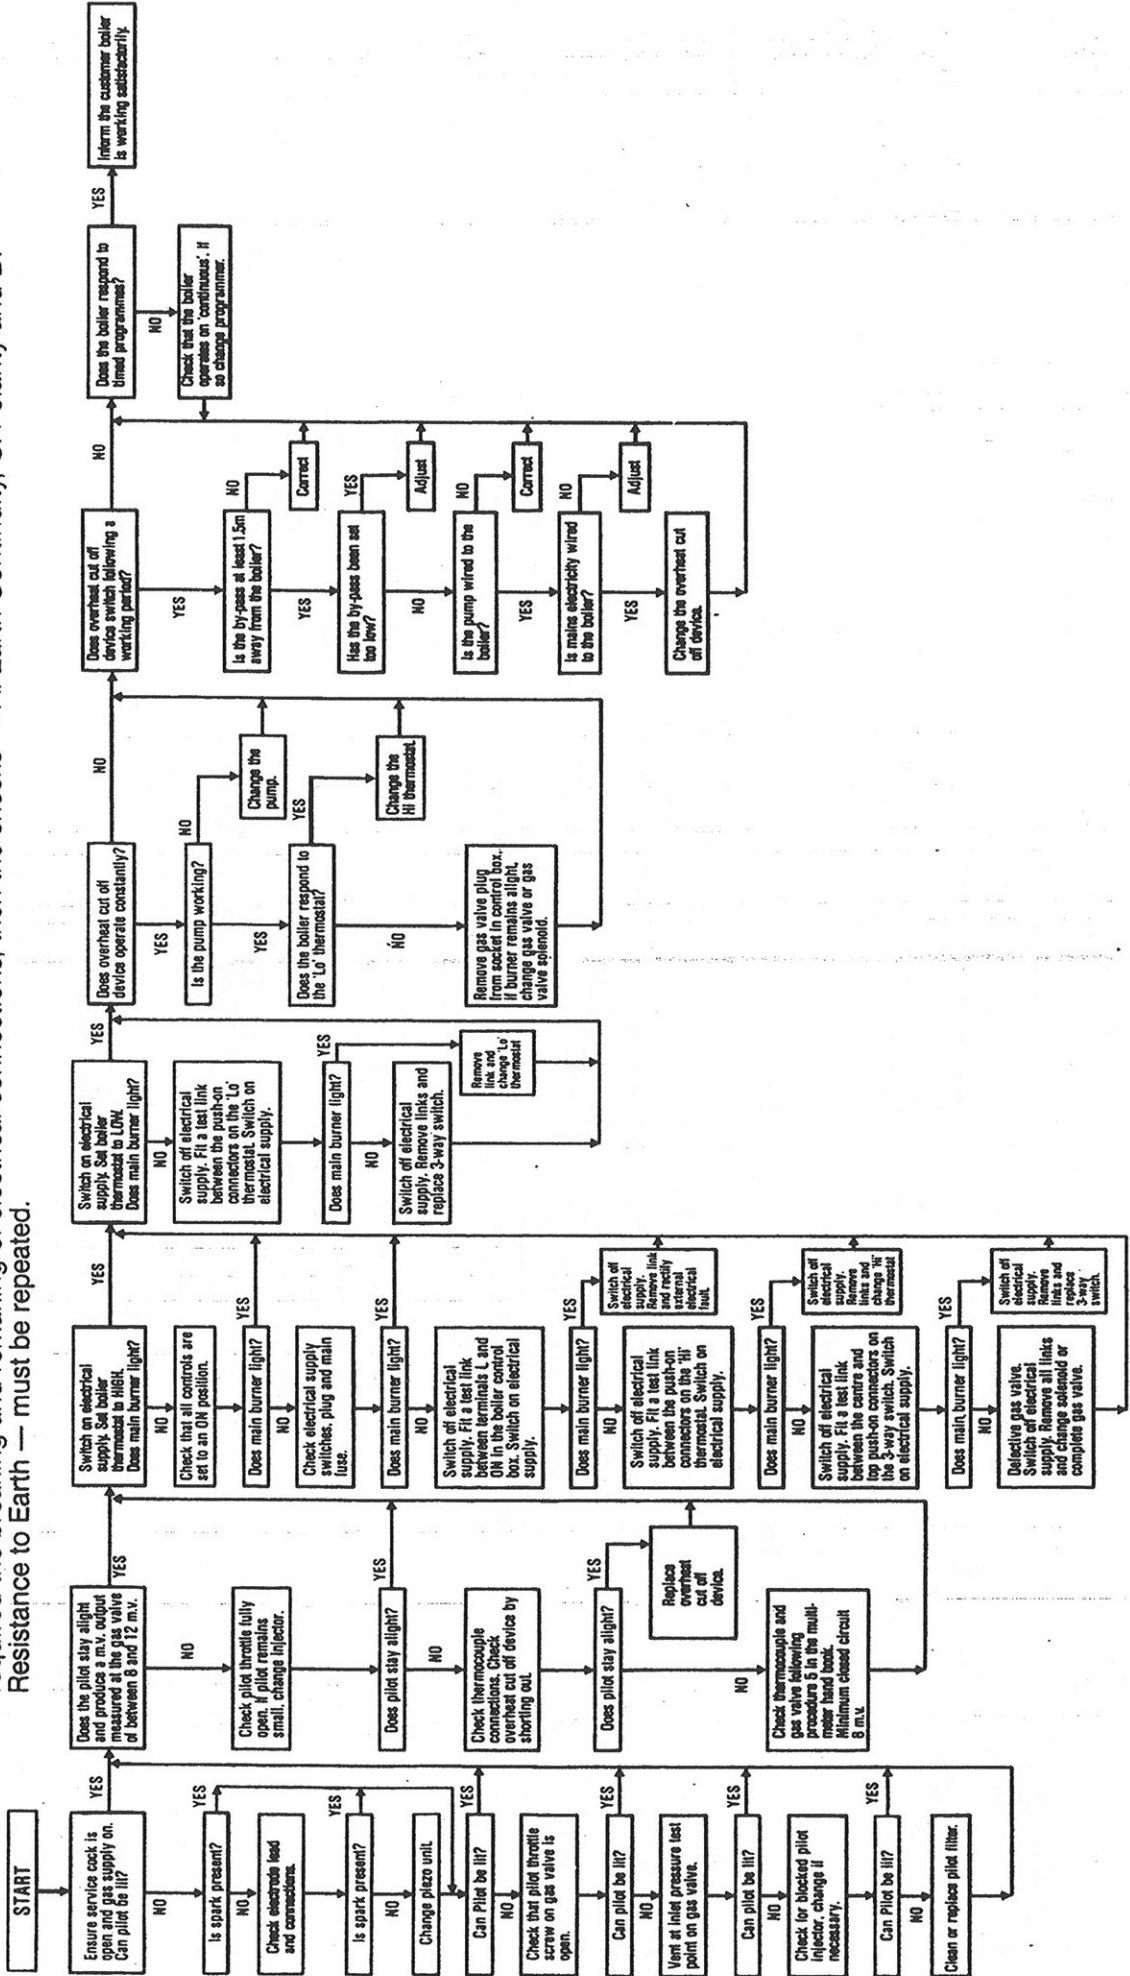 Resistance to Earth — must be repeated.
START
Ensure service cock is
open and gas supply on.
Can pilot be lit?
YES
NO
Is spark present?
YES
NO
Check electrode lead
and connections.
Is spark present?
YES
NO
Change piezo unit.
Can Pilot be lit?
YES
NO
Check that pilot throttle
screw on gas valve is
open.
Can pilot be lit?
YES
NO
Vent at inlet pressure test
point on gas valve.
Can pilot be lit?
YES
NO
Check for blocked pilot
injector, change if
necessary.
Can Pilot be lit?
YES
NO
Clean or replace pilot filter.
Does the pilot stay alight
and produce a m.v. output
measured at the gas valve
of between 8 and 12 m.v.
YES
NO
Check pilot throttle fully
open, if pilot remains
small, change injector.
Does pilot stay alight?
YES
NO
Check thermocouple
connections. Check
overheat cut off device by
shorting out.
Does pilot stay alight?
YES
Replace
overheat
cut off
device.
NO
Check thermocouple and
gas valve following
procedure 5 in the multi-
meter hand book.
Minimum closed circuit
8 m.v.
Switch on electrical
supply. Set boiler
thermostat to HIGH.
Does main burner light?
YES
NO
Check that all controls are
set to an ON position.
Does main burner light?
YES
NO
Check electrical supply
switches, plug and main
fuse.
Does main burner light?
YES
NO
Switch off electrical
supply. Fit a test link
between terminals L and
ON in the boiler control
box. Switch on electrical
supply.
Does main burner light?
YES
Switch off
electrical
supply.
Remove link
and rectify
external
electrical
fault.
NO
Switch off electrical
supply. Fit a test link
between the push-on
connectors on the 'Hi'
thermostat. Switch on
electrical supply.
Does main burner light?
YES
Switch off
electrical
supply.
Remove
links and
change 'Hi'
thermostat
NO
Switch off electrical
supply. Fit a test link
between the centre and
top push-on connectors on
the 3-way switch. Switch
on electrical supply.
Does main burner light?
YES
Switch off
electrical
supply.
Remove
links and
replace
3-way
switch.
NO
Defective gas valve.
Switch off electrical
supply. Remove all links
and change solenoid or
complete gas valve.
Switch on electrical
supply. Set boiler
thermostat to LOW.
Does main burner light?
YES
NO
Switch off electrical
supply. Fit a test link
between the push-on
connectors on the 'Lo'
thermostat. Switch on
electrical supply.
Does main burner light?
YES
Remove
link and
change 'Lo'
thermostat
NO
Switch off electrical
supply. Remove links and
replace 3-way switch.
Does overheat cut off
device operate constantly?
NO
YES
Is the pump working?
NO
Change the
pump.
YES
Does the boiler respond to
the 'Lo' thermostat?
YES
Change the
Hi thermostat.
NO
Remove gas valve plug
from socket in control box,
if burner remains alight,
change gas valve or gas
valve solenoid.
Does overheat cut off
device switch following a
working period?
NO
YES
Is the by-pass at least 1.5m
away from the boiler?
NO
Correct
YES
Has the by-pass been set
too low?
YES
Adjust
NO
Is the pump wired to the
boiler?
NO
Correct
YES
Is mains electricity wired
to the boiler?
NO
Adjust
YES
Change the overheat cut
off device.
Does the boiler respond to
timed programmes?
YES
NO
Check that the boiler
operates on 'continuous'. If
so change programmer.
Inform the customer boiler
is working satisfactorily.